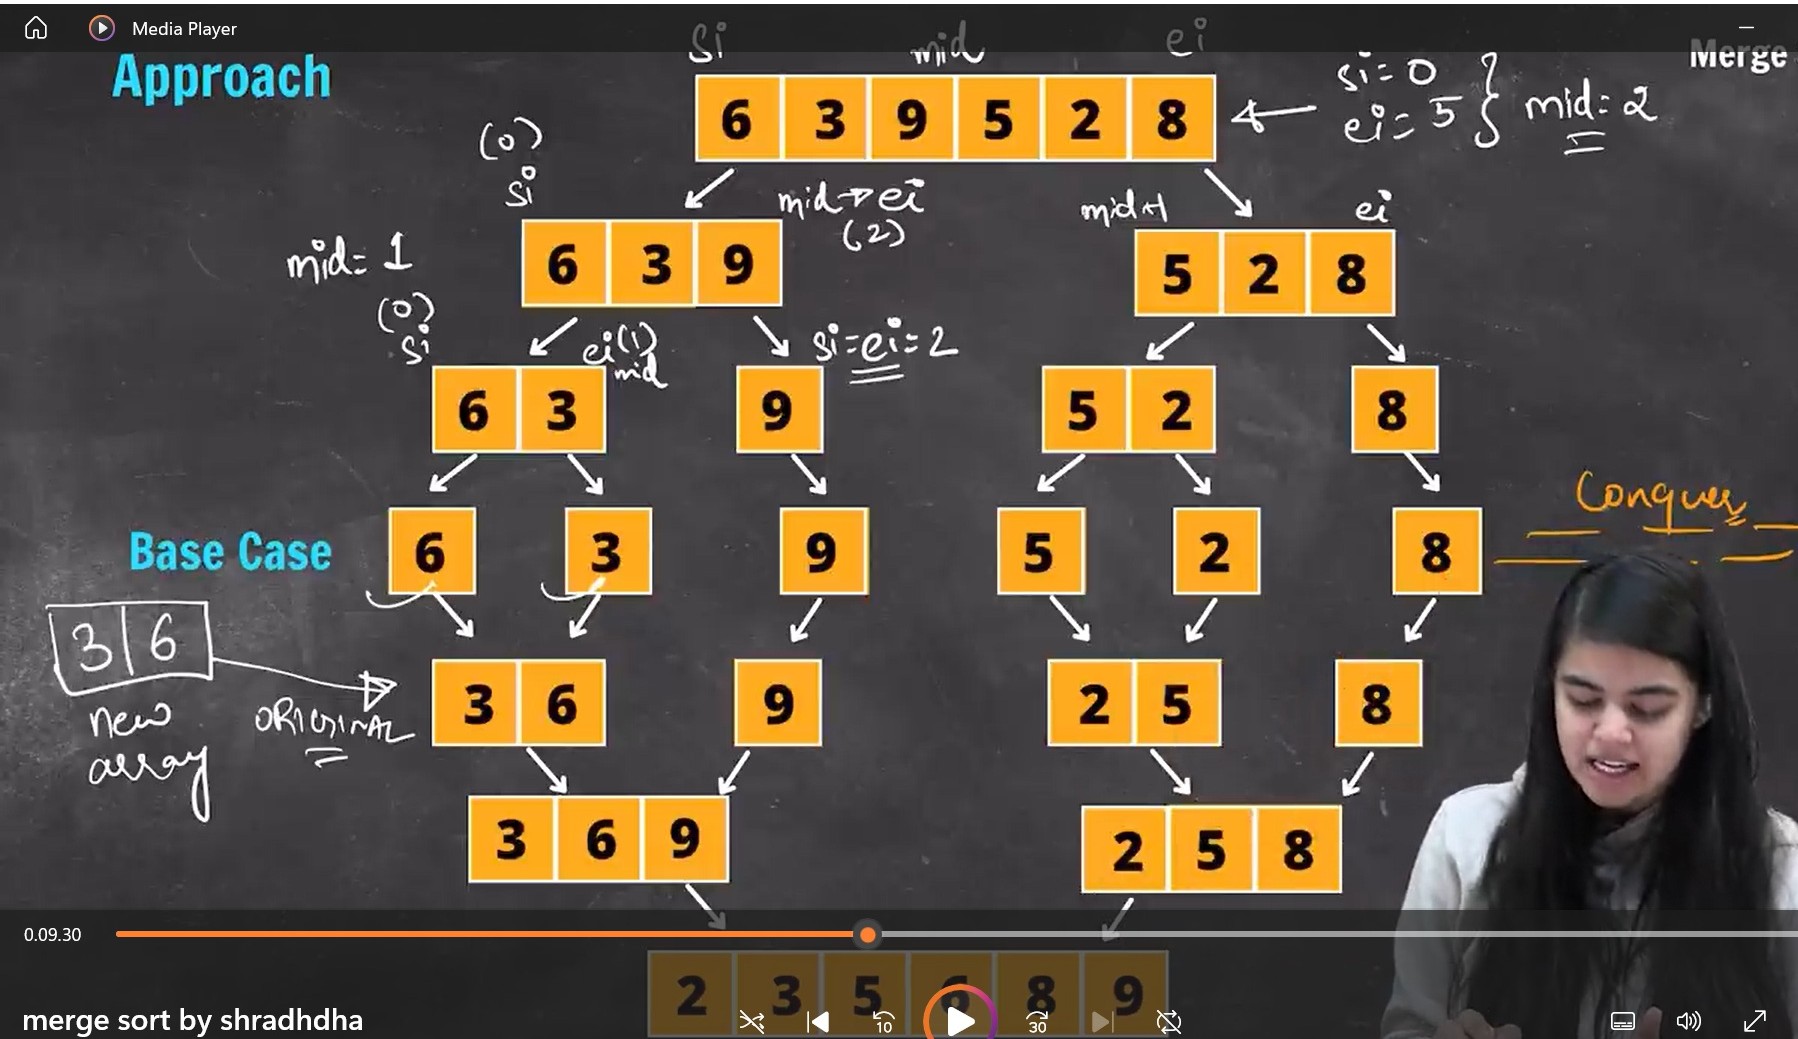 Media Player
si mid ei
Merge
Approach
6 3 9 5 2 8
si = 0
ei = 5
mid = 2
(0)
si
mid → ei
(2)
mid+1
ei
mid = 1
6 3 9
5 2 8
(0)
si
ei (1)
mid
si = ei = 2
6 3
9
5 2
8
Conquer
Base Case
6
3
9
5
2
8
3 6
new
array
ORIGINAL
3 6
9
2 5
8
3 6 9
2 5 8
0.09.30
2 3 5 6 8 9
merge sort by shradhdha
10
30